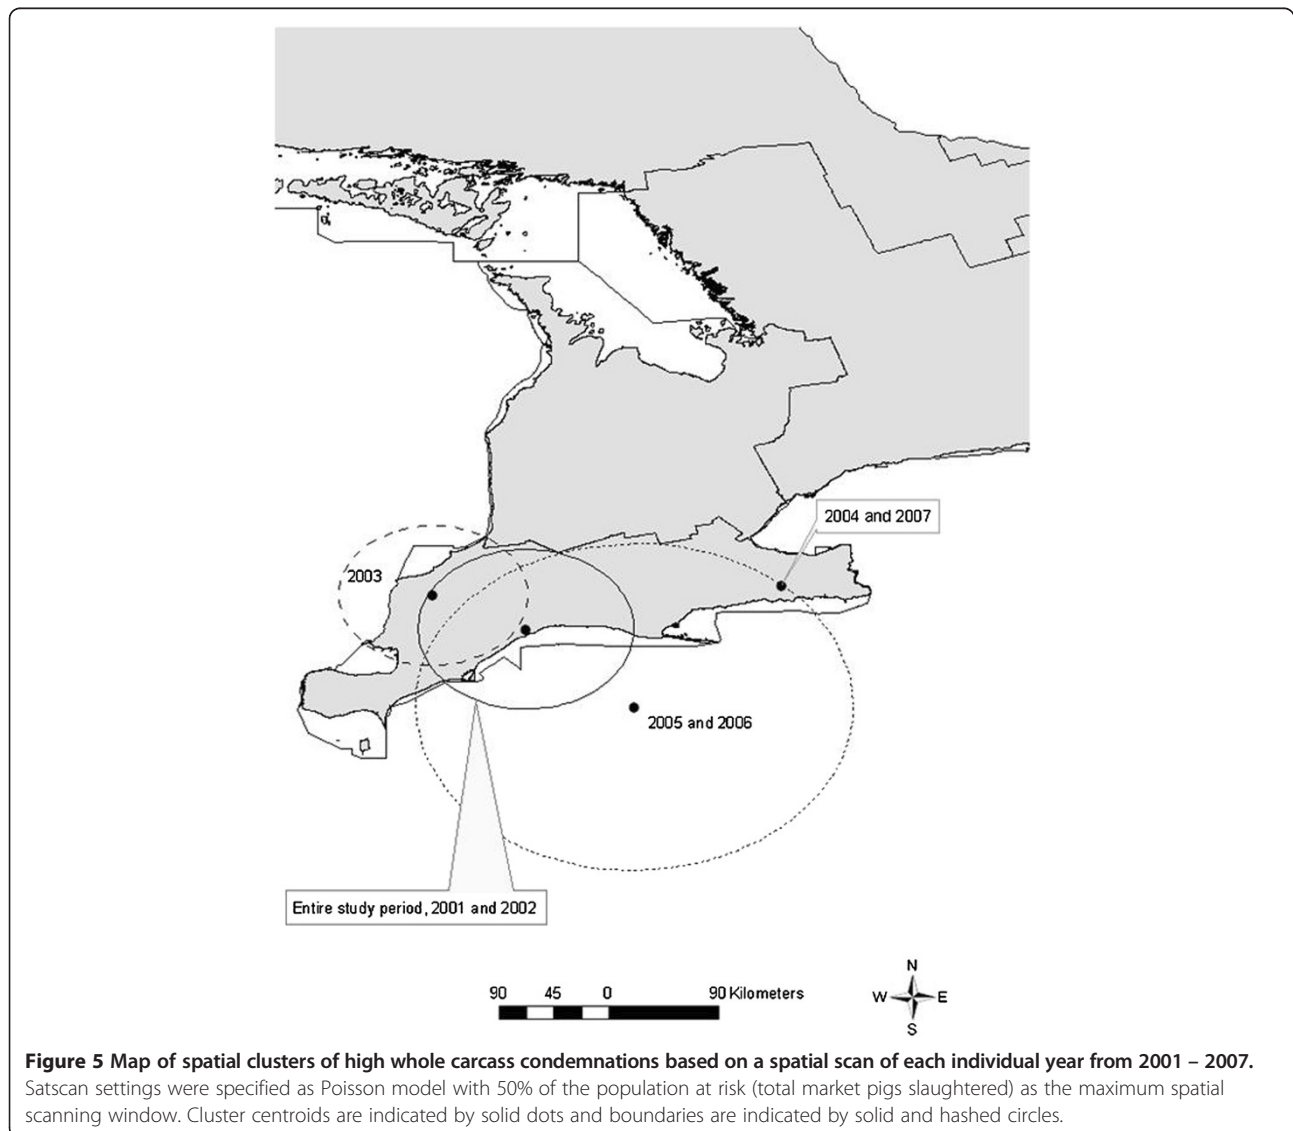 2004 and 2007
2003
2005 and 2006
Entire study period, 2001 and 2002
90 45 0 90 Kilometers
N
W E
S
Figure 5 Map of spatial clusters of high whole carcass condemnations based on a spatial scan of each individual year from 2001 – 2007.
Satscan settings were specified as Poisson model with 50% of the population at risk (total market pigs slaughtered) as the maximum spatial
scanning window. Cluster centroids are indicated by solid dots and boundaries are indicated by solid and hashed circles.